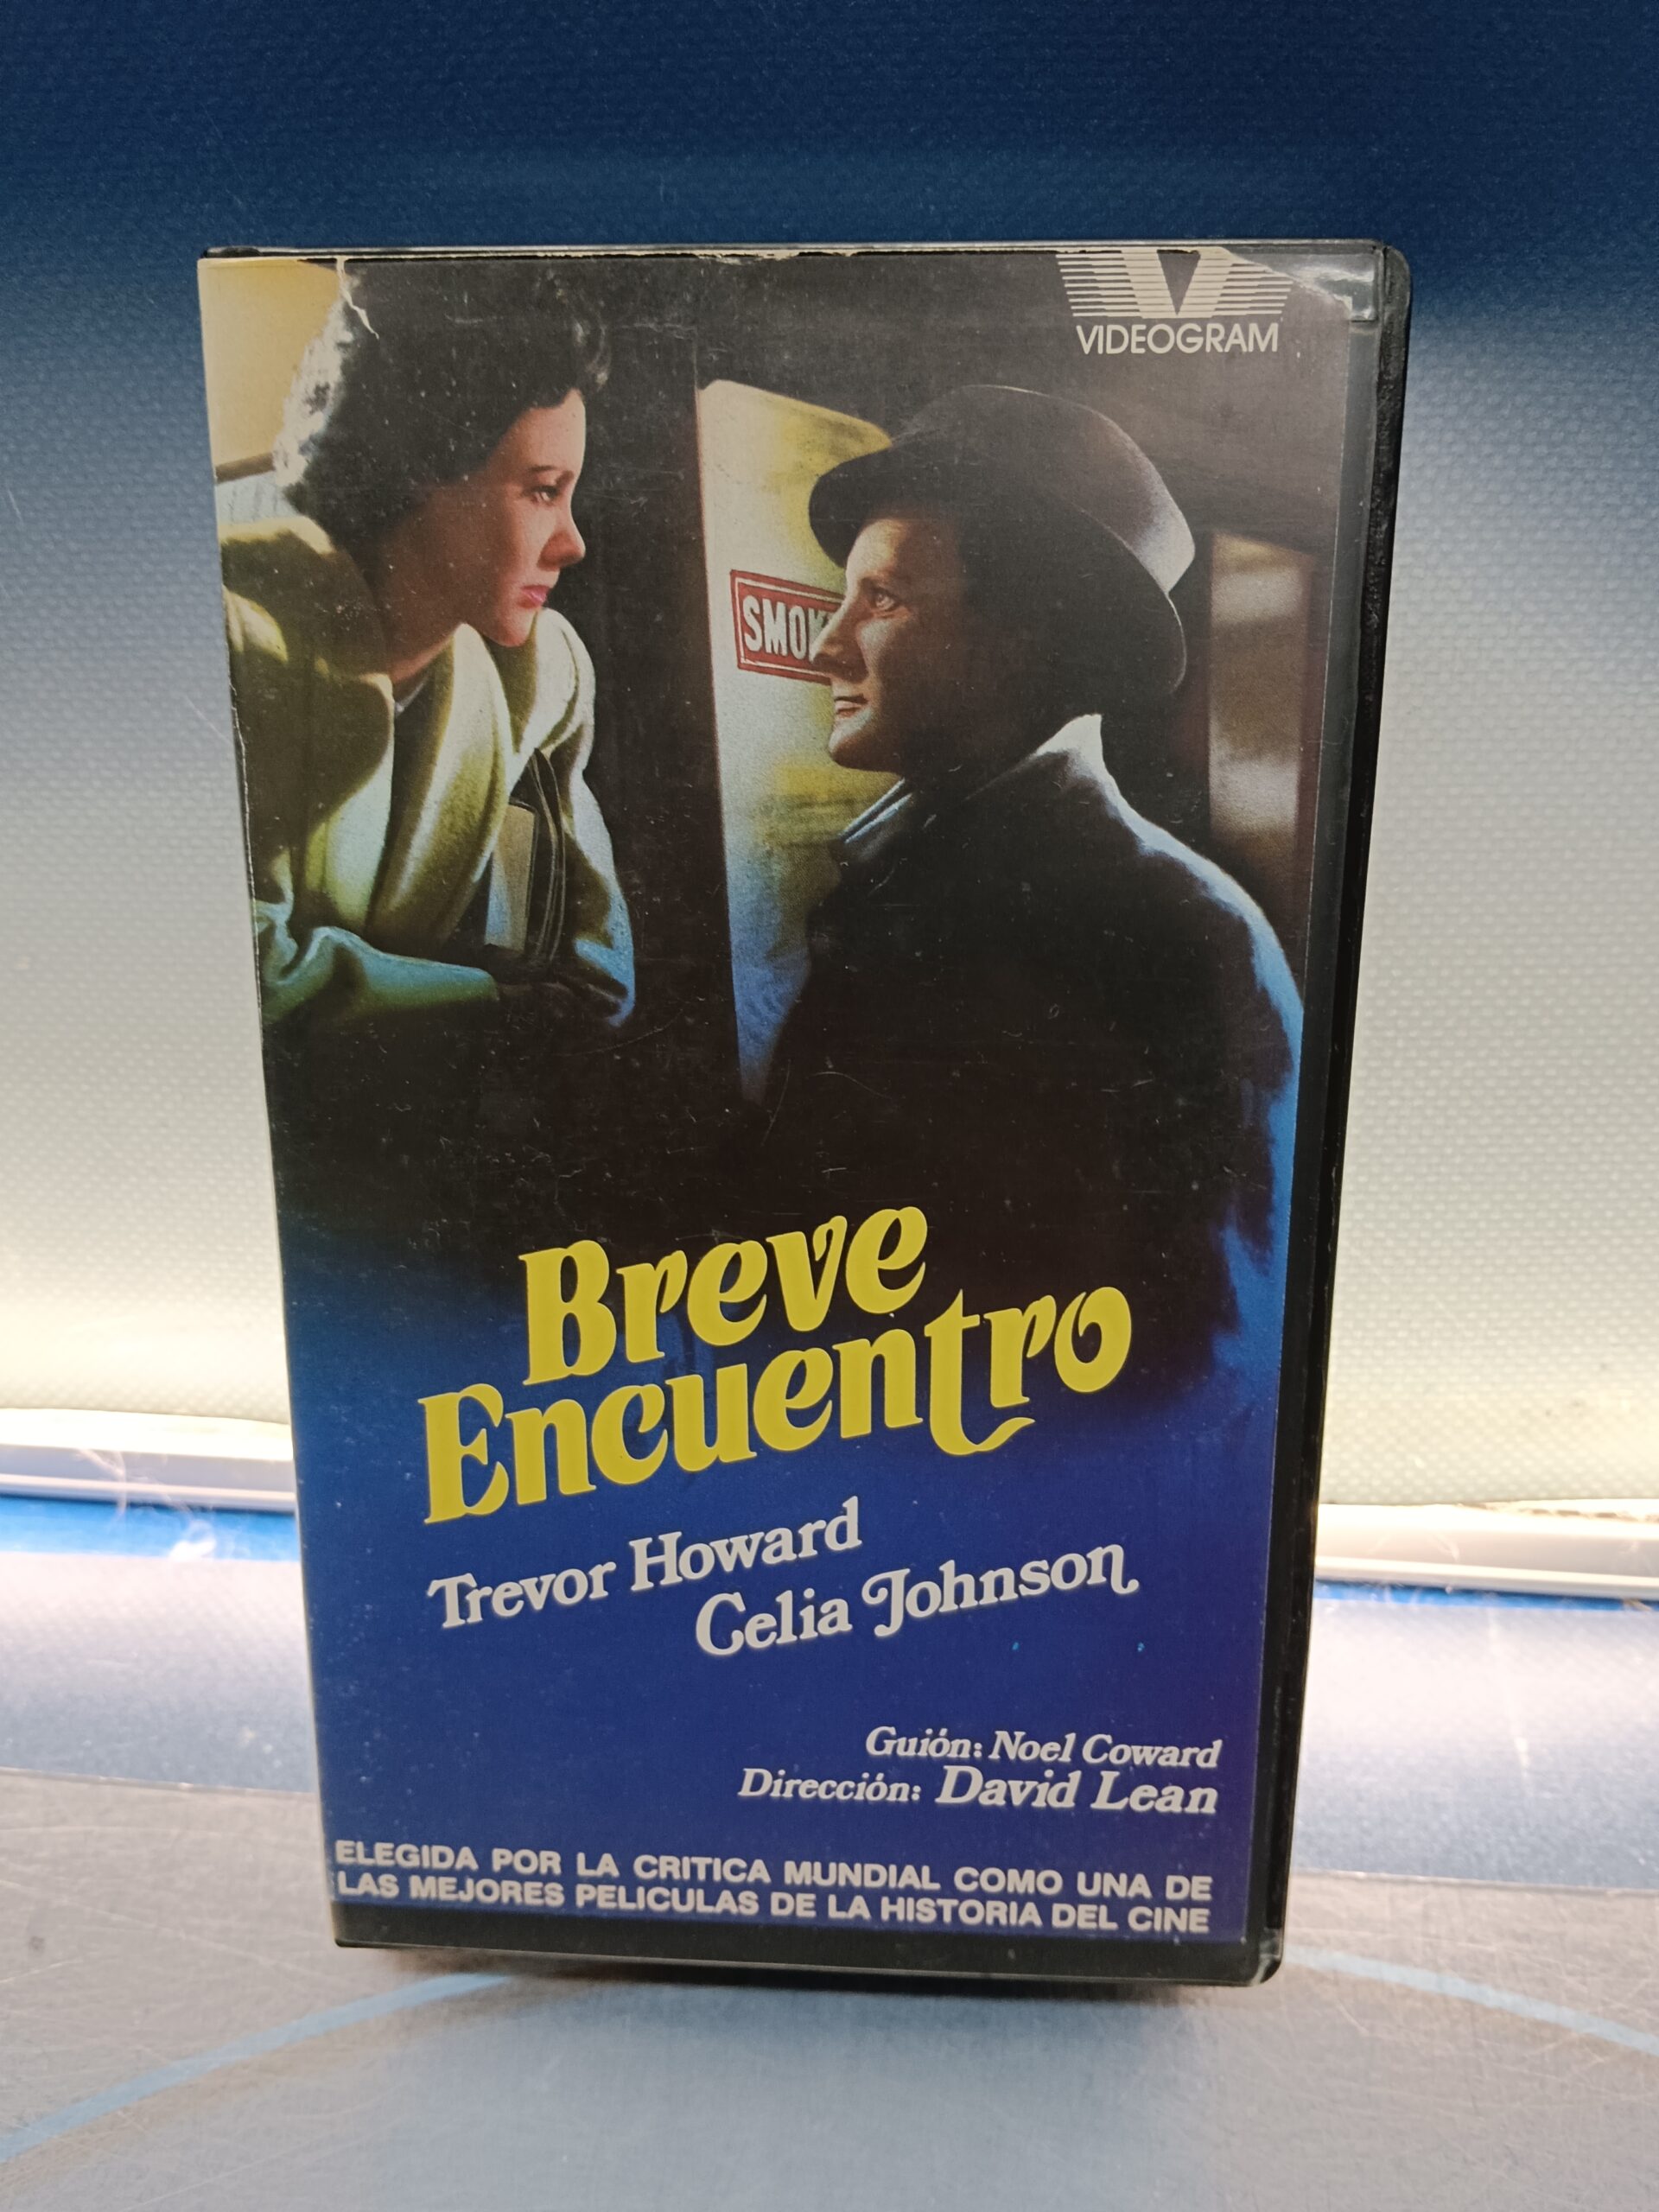 VIDEOGRAM
SMOK
Breve
Encuentro
Trevor Howard
Celia Johnson
Guión: Noel Coward
Dirección: David Lean
ELEGIDA POR LA CRITICA MUNDIAL COMO UNA DE
LAS MEJORES PELICULAS DE LA HISTORIA DEL CINE